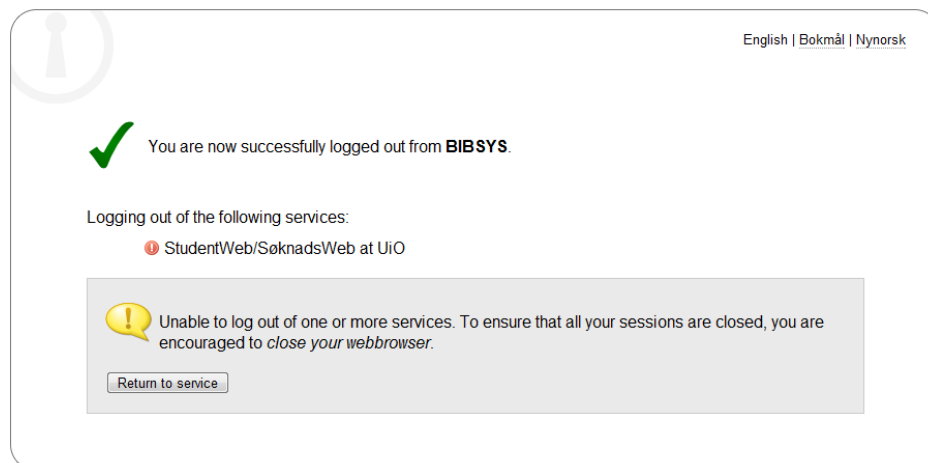 English | Bokmål | Nynorsk
You are now successfully logged out from BIBSYS.
Logging out of the following services:
StudentWeb/SøknadsWeb at UiO
Unable to log out of one or more services. To ensure that all your sessions are closed, you are
encouraged to close your webbrowser.
Return to service